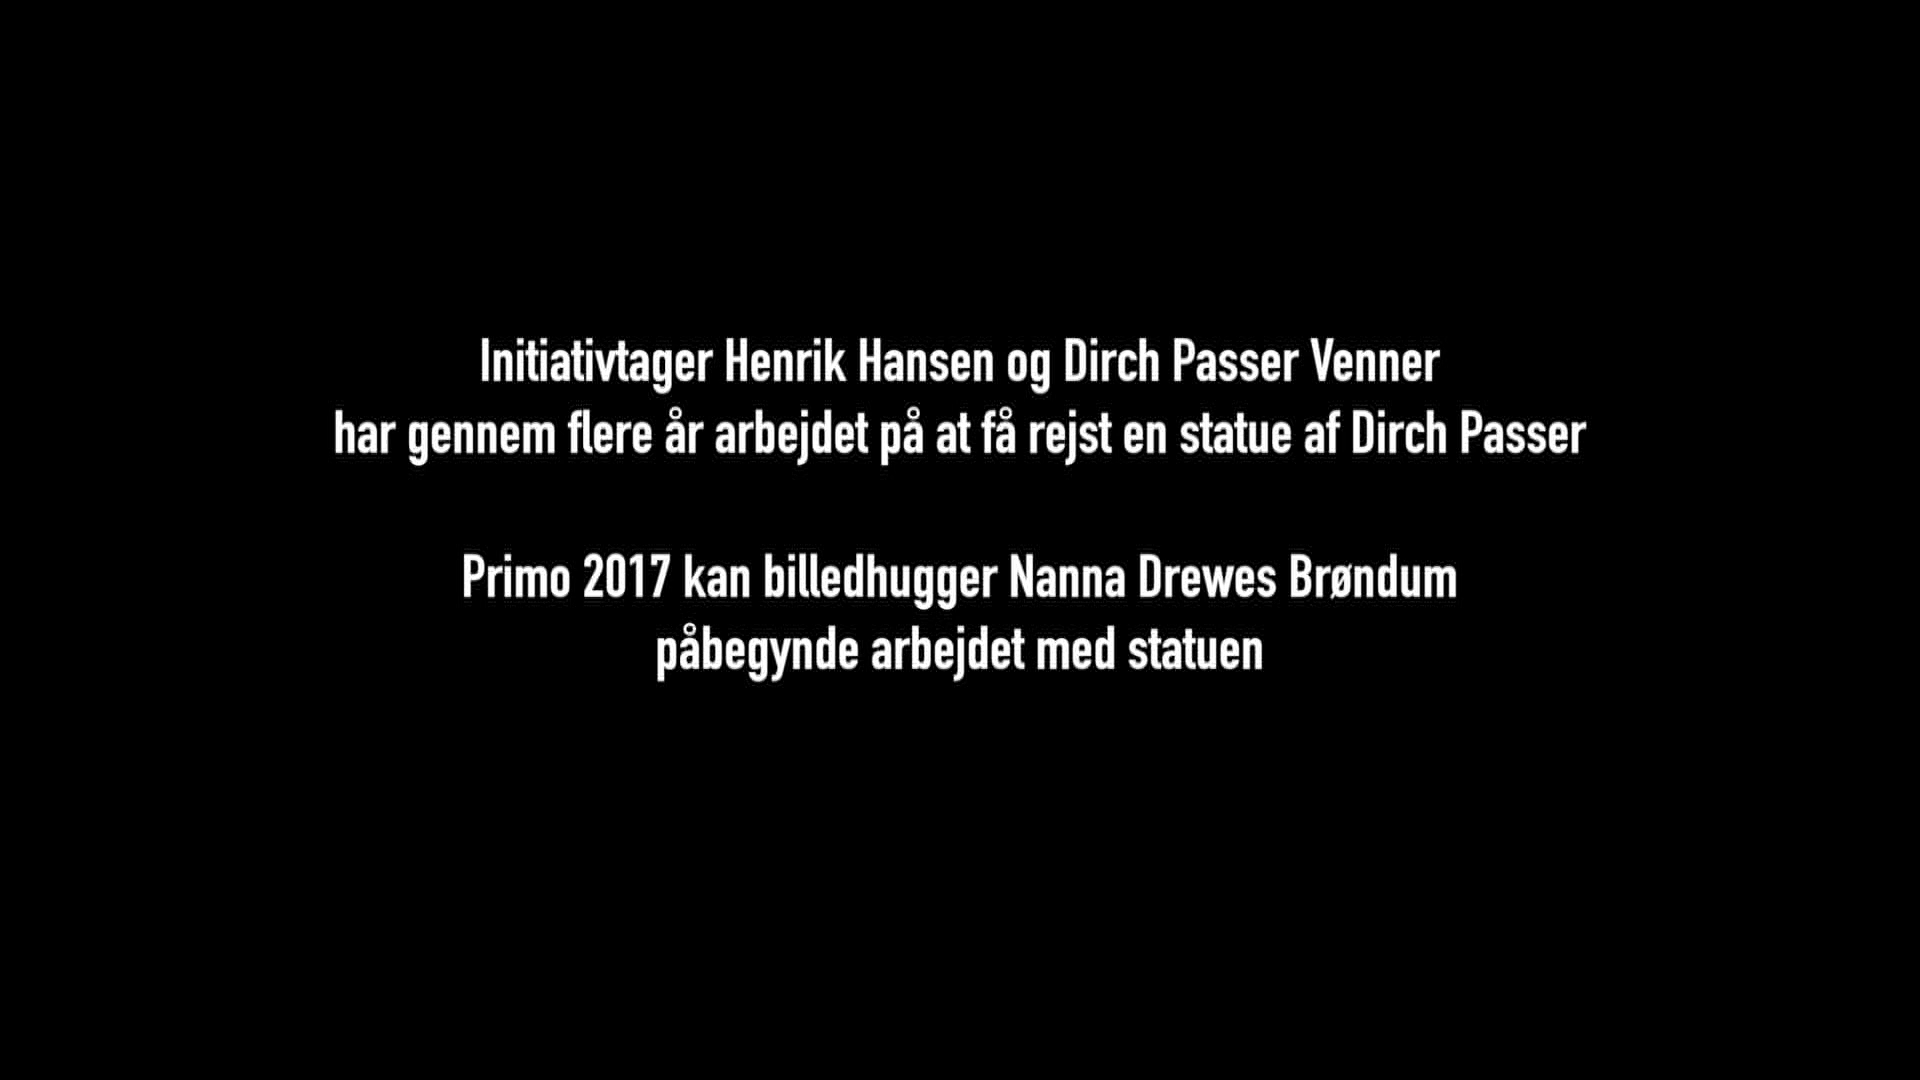 Initiativtager Henrik Hansen og Dirch Passer Venner
har gennem flere år arbejdet på at få rejst en statue af Dirch Passer
Primo 2017 kan billedhugger Nanna Drewes Brøndum
påbegynde arbejdet med statuen